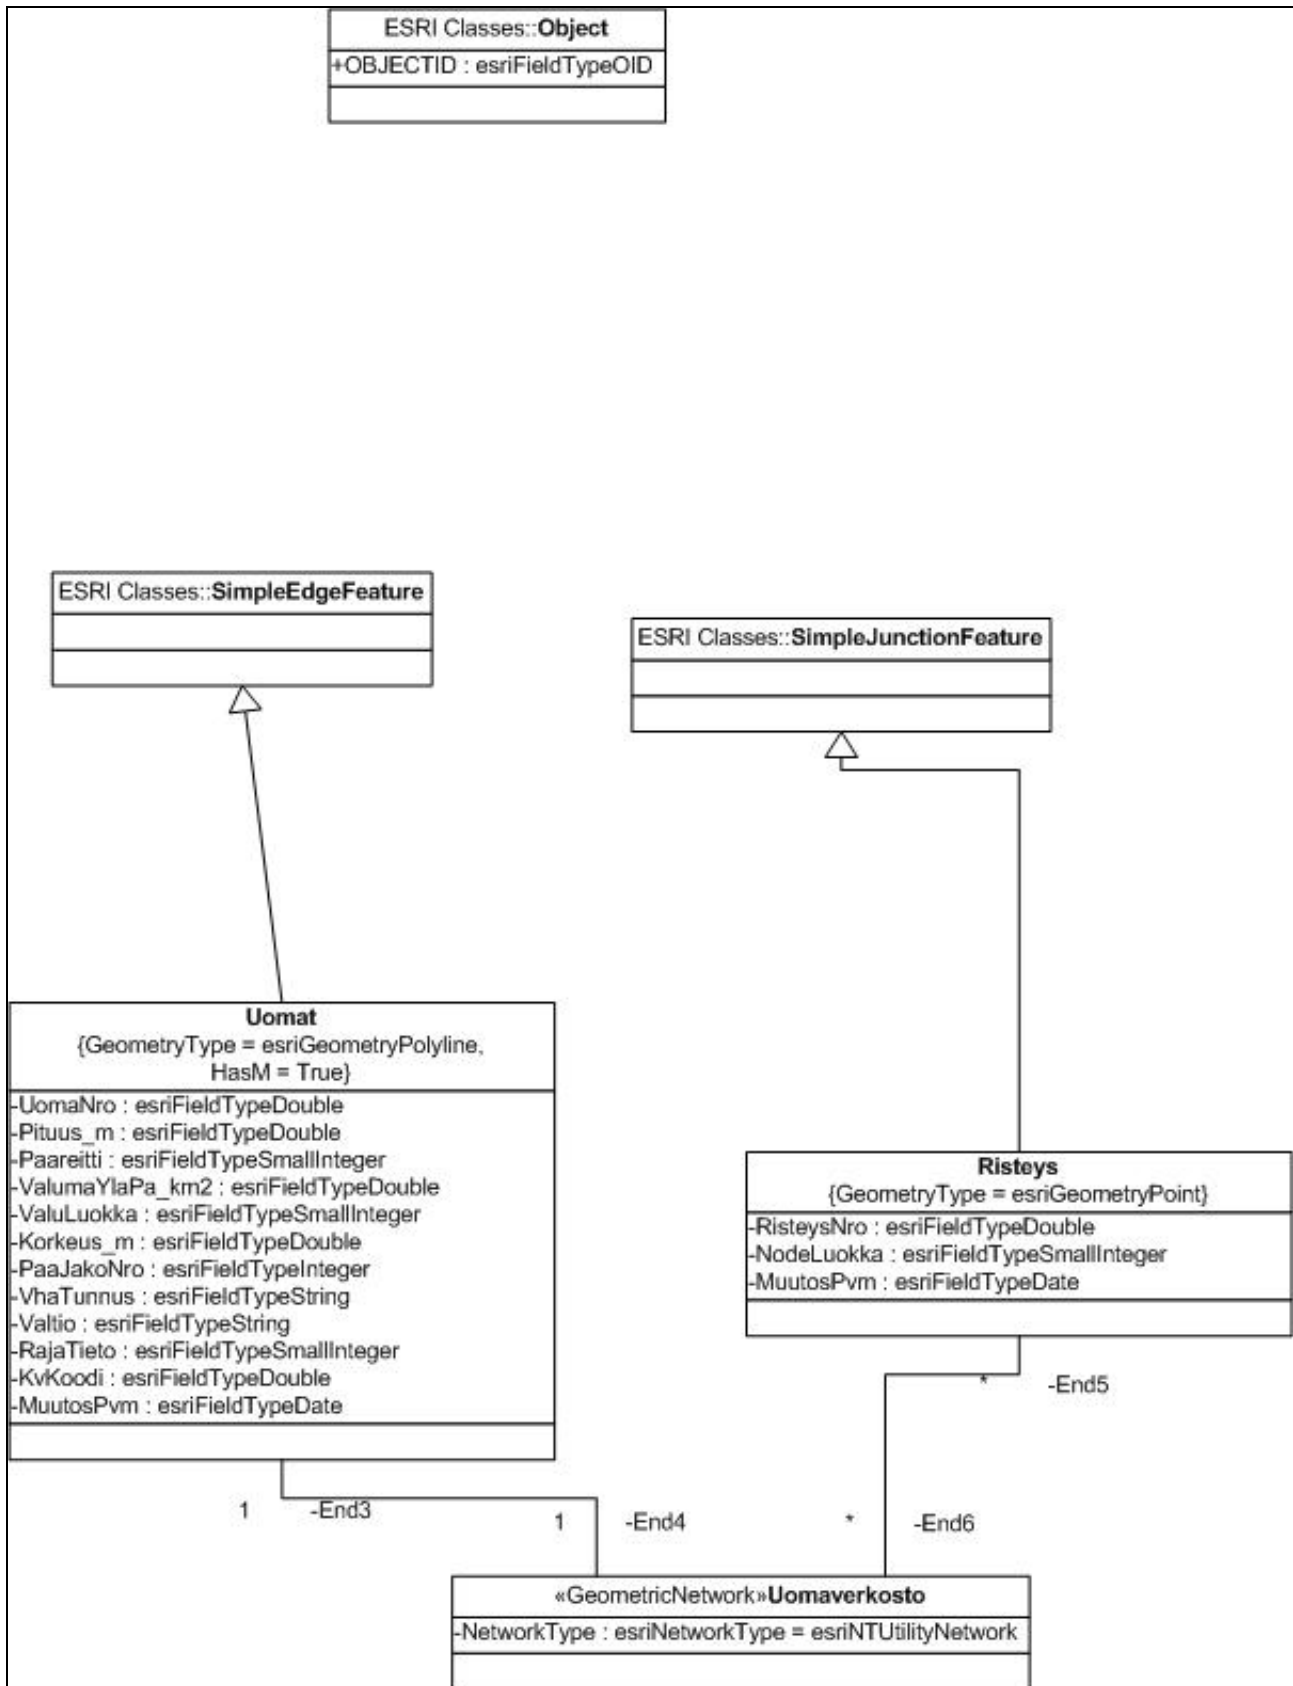 ESRI Classes::Object
+OBJECTID : esriFieldTypeOID
ESRI Classes::SimpleEdgeFeature
ESRI Classes::SimpleJunctionFeature
Uomat
{GeometryType = esriGeometryPolyline,
HasM = True}
-UomaNro : esriFieldTypeDouble
-Pituus_m : esriFieldTypeDouble
-Paareitti : esriFieldTypeSmallInteger
-ValumaYlaPa_km2 : esriFieldTypeDouble
-ValuLuokka : esriFieldTypeSmallInteger
-Korkeus_m : esriFieldTypeDouble
-PaaJakoNro : esriFieldTypeInteger
-VhaTunnus : esriFieldTypeString
-Valtio : esriFieldTypeString
-RajaTieto : esriFieldTypeSmallInteger
-KvKoodi : esriFieldTypeDouble
-MuutosPvm : esriFieldTypeDate
Risteys
{GeometryType = esriGeometryPoint}
-RisteysNro : esriFieldTypeDouble
-NodeLuokka : esriFieldTypeSmallInteger
-MuutosPvm : esriFieldTypeDate
* -End5
1 -End3
1 -End4
* -End6
«GeometricNetwork»Uomaverkosto
-NetworkType : esriNetworkType = esriNTUtilityNetwork